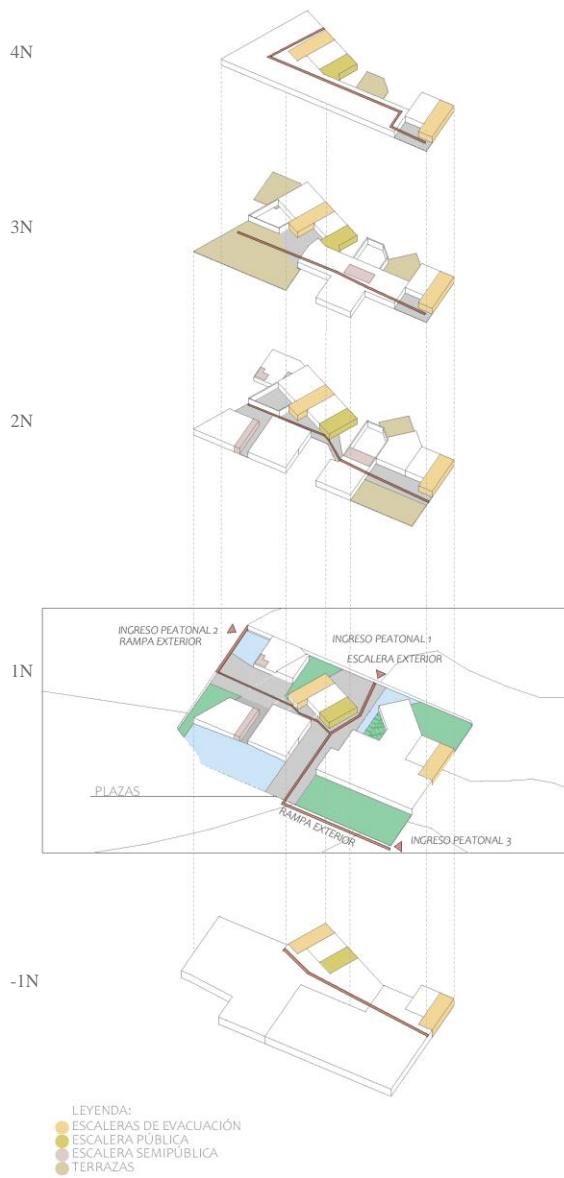 4N
3N
2N
1N
INGRESO PEATONAL 2
RAMPA EXTERIOR
INGRESO PEATONAL 1
ESCALERA EXTERIOR
PLAZAS
RAMPA EXTERIOR
INGRESO PEATONAL 3
-1N
LEYENDA:
ESCALERAS DE EVACUACIÓN
ESCALERA PÚBLICA
ESCALERA SEMIPÚBLICA
TERRAZAS